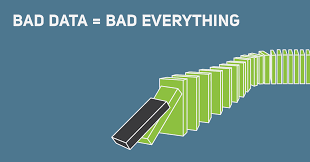 BAD DATA = BAD EVERYTHING